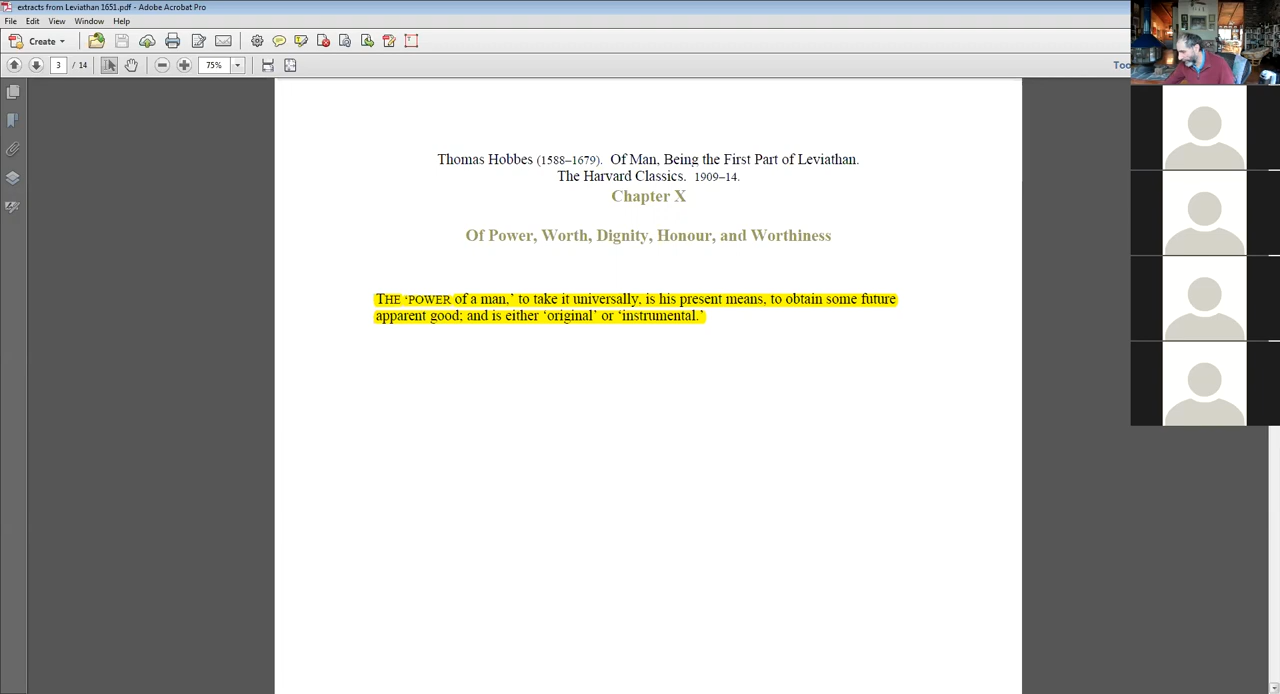 extracts from Leviathan 1651.pdf - Adobe Acrobat Pro
File Edit View Window Help
Create
3 / 14 75% Too
Thomas Hobbes (1588–1679). Of Man, Being the First Part of Leviathan.
The Harvard Classics. 1909–14.
Chapter X
Of Power, Worth, Dignity, Honour, and Worthiness
THE ‘POWER of a man,’ to take it universally, is his present means, to obtain some future
apparent good; and is either ‘original’ or ‘instrumental.’